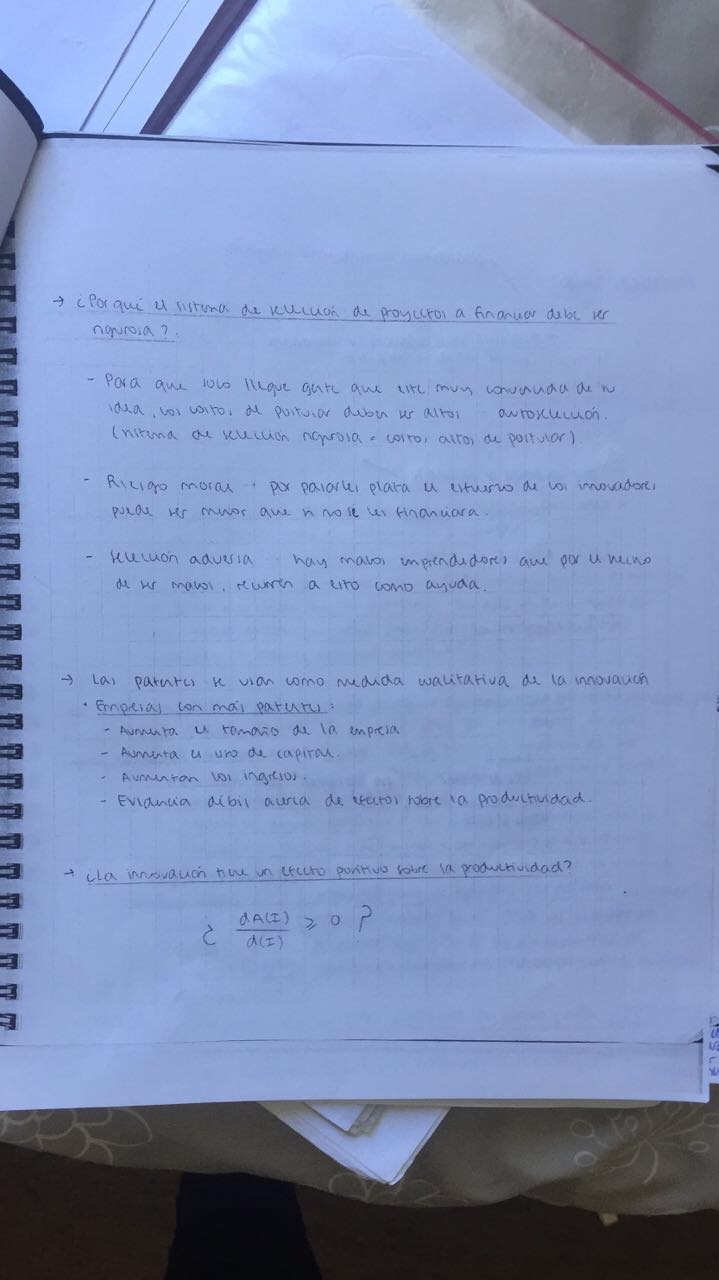 → ¿Por qué el sistema de selección de proyectos a financiar debe ser
rigurosa?.
- Para que solo llegue gente que esté muy convencida de su
idea, los costos de postular deben ser altos autoselección.
(sistema de selección rigurosa = costos altos de postular)
- Riesgo moral : por pasarles plata el esfuerzo de los innovadores
puede ser menor que si no se les financiara.
- selección adversa hay malos emprendedores que por el hecho
de ser malos, recurren a esto como ayuda.
→ Las patentes se usan como medida cualitativa de la innovación
• Empresas con más patentes:
- Aumenta el tamaño de la empresa
- Aumenta el uso de capital.
- Aumentan los ingresos.
- Evidencia débil acerca de efectos sobre la productividad.
→ ¿La innovación tiene un efecto positivo sobre la productividad?
¿ dA(I)/d(I) ≥ 0 ?